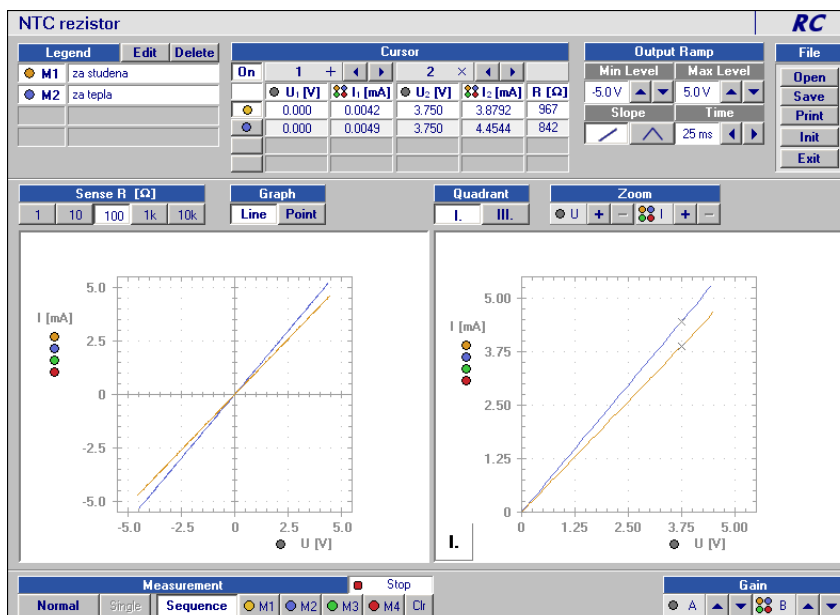 NTC rezistor
RC
Legend Edit Delete
M1 za studena
M2 za tepla
Cursor
On 1 + 2 ×
U1 [V] I1 [mA] U2 [V] I2 [mA] R [Ω]
0.000 0.0042 3.750 3.8792 967
0.000 0.0049 3.750 4.4544 842
Output Ramp
Min Level Max Level
-5.0 V 5.0 V
Slope Time
25 ms
File
Open
Save
Print
Init
Exit
Sense R [Ω]
1 10 100 1k 10k
Graph
Line Point
Quadrant
I. III.
Zoom
U + − I + −
I [mA]
5.0
2.5
0
-2.5
-5.0
-5.0 -2.5 0 2.5 5.0
U [V]
I [mA]
5.00
3.75
2.50
1.25
0
0 1.25 2.50 3.75 5.00
U [V]
I.
Measurement
Stop
Normal Single Sequence M1 M2 M3 M4 Clr
Gain
A B